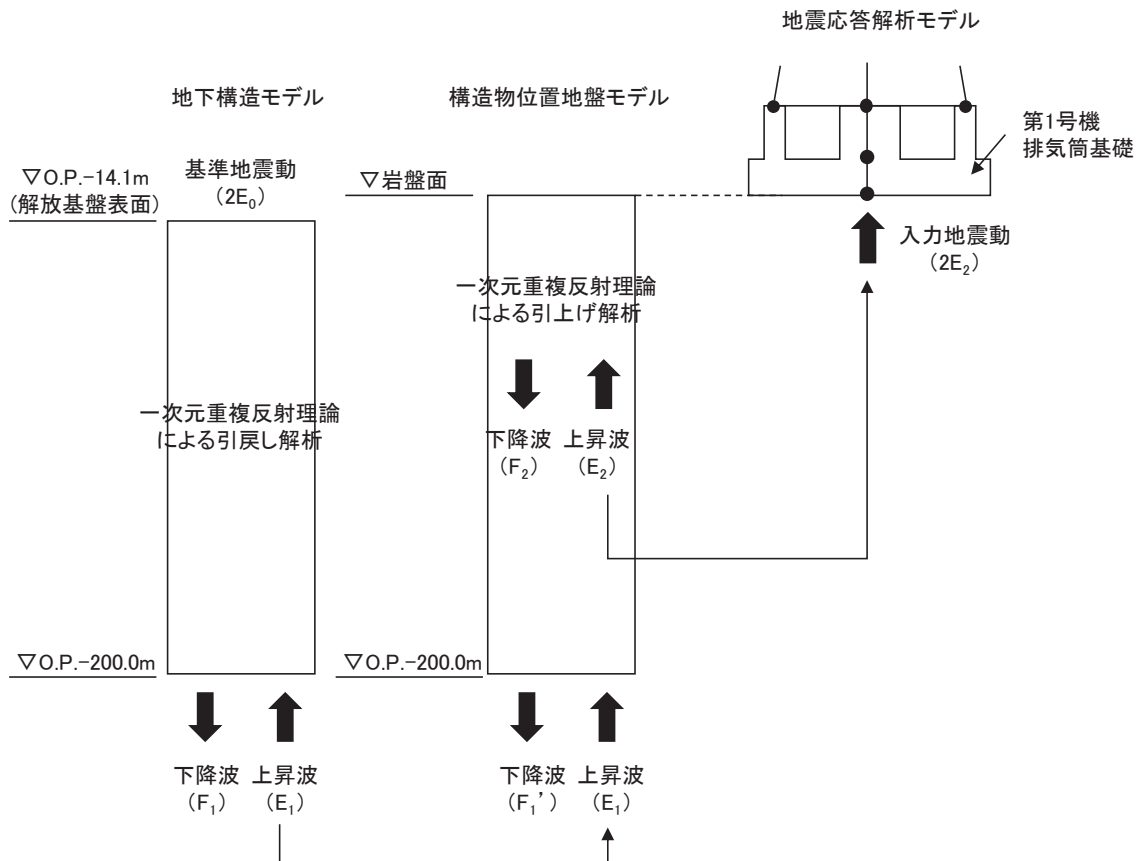 地震応答解析モデル
地下構造モデル
構造物位置地盤モデル
第1号機
排気筒基礎
▽O.P.-14.1m
(解放基盤表面)
基準地震動
(2E₀)
▽岩盤面
入力地震動
(2E₂)
一次元重複反射理論
による引上げ解析
一次元重複反射理論
による引戻し解析
下降波
(F₂)
上昇波
(E₂)
▽O.P.-200.0m
▽O.P.-200.0m
下降波
(F₁)
上昇波
(E₁)
下降波
(F₁’)
上昇波
(E₁)